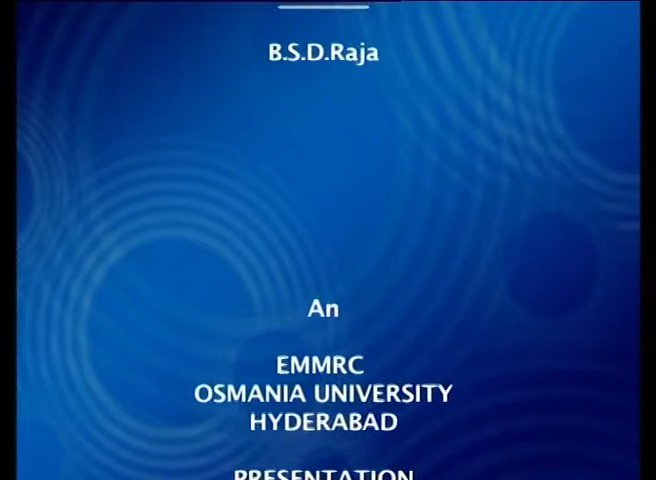 B.S.D.Raja
An
EMMRC
OSMANIA UNIVERSITY
HYDERABAD
PRESENTATION